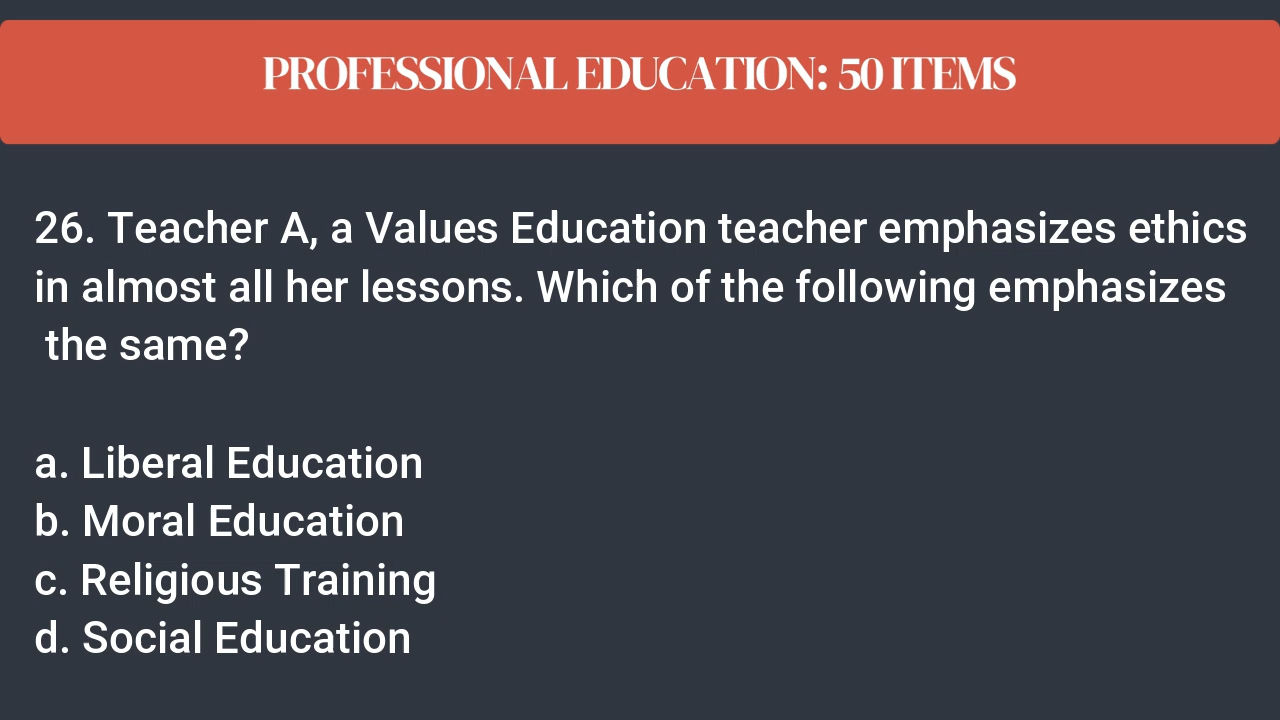 PROFESSIONAL EDUCATION: 50 ITEMS
26. Teacher A, a Values Education teacher emphasizes ethics
in almost all her lessons. Which of the following emphasizes
the same?
a. Liberal Education
b. Moral Education
c. Religious Training
d. Social Education